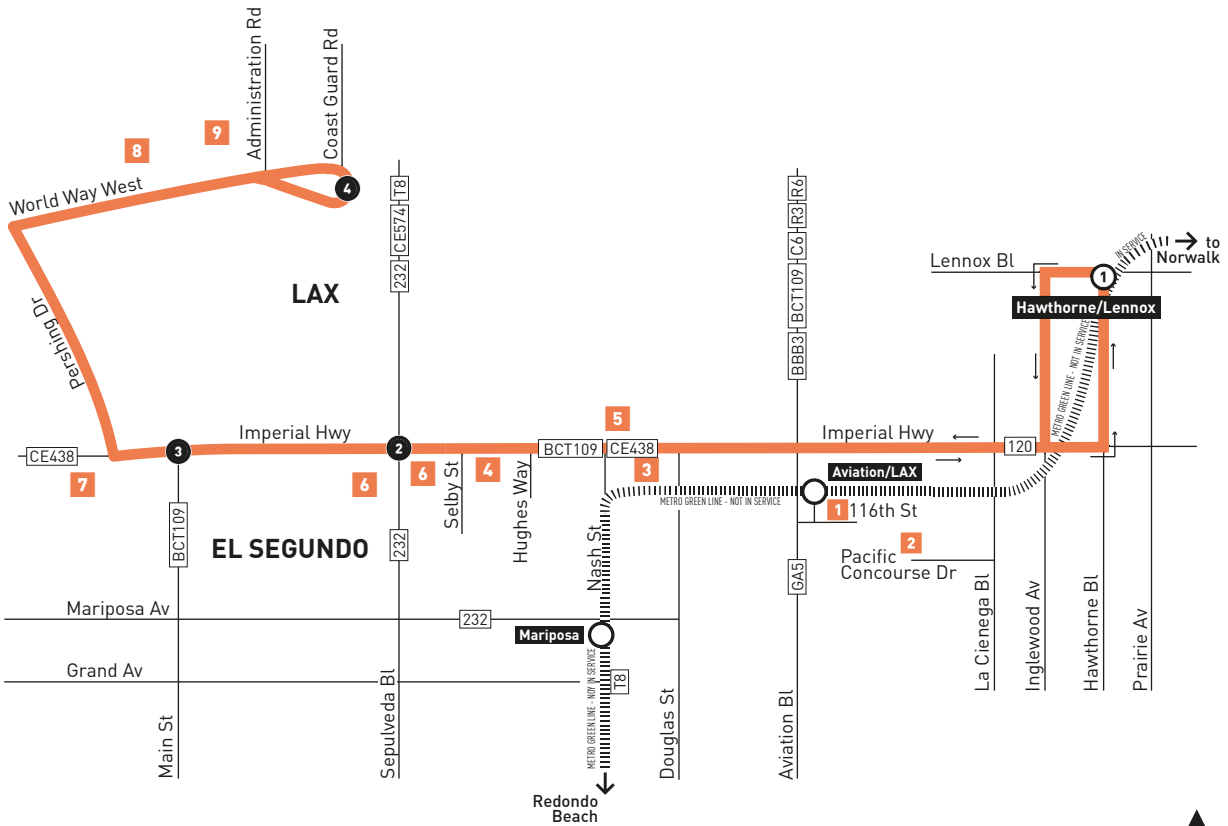 Administration Rd
Coast Guard Rd
8
9
World Way West
4
T8
CE574
232
R6
R3
C6
BCT109
BBB3
IN SERVICE
to
Norwalk
Lennox Bl
1
Hawthorne/Lennox
LAX
Pershing Dr
METRO GREEN LINE - NOT IN SERVICE
5
Imperial Hwy
Imperial Hwy
CE438
3
2
BCT109
CE438
120
7
6
6
4
3
Aviation/LAX
METRO GREEN LINE - NOT IN SERVICE
1
116th St
Selby St
Hughes Way
Nash St
BCT109
EL SEGUNDO
232
2
Pacific
Concourse Dr
GA5
Mariposa Av
232
Mariposa
Grand Av
T8
METRO GREEN LINE - NOY IN SERVICE
Main St
Sepulveda Bl
Douglas St
Aviation Bl
La Cienega Bl
Inglewood Av
Hawthorne Bl
Prairie Av
Redondo
Beach